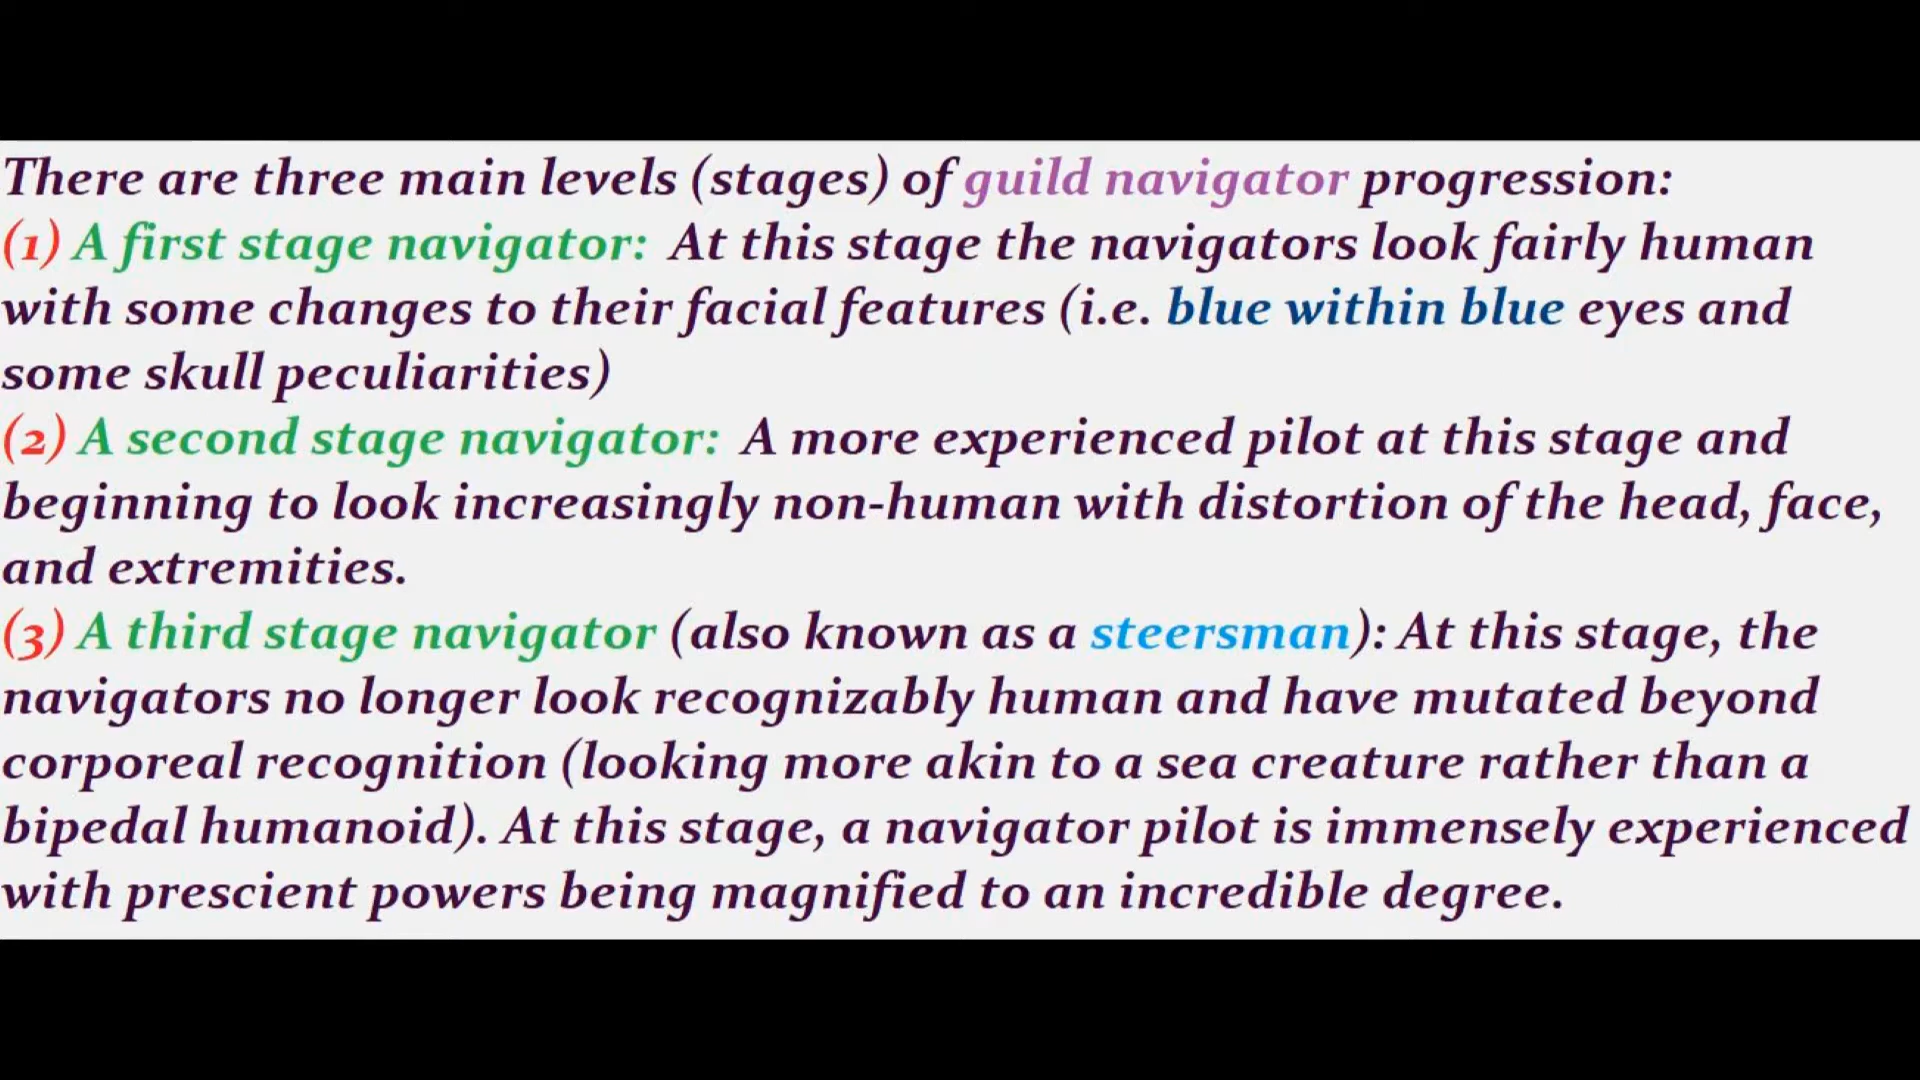 There are three main levels (stages) of guild navigator progression:
(1) A first stage navigator: At this stage the navigators look fairly human
with some changes to their facial features (i.e. blue within blue eyes and
some skull peculiarities)
(2) A second stage navigator: A more experienced pilot at this stage and
beginning to look increasingly non-human with distortion of the head, face,
and extremities.
(3) A third stage navigator (also known as a steersman): At this stage, the
navigators no longer look recognizably human and have mutated beyond
corporeal recognition (looking more akin to a sea creature rather than a
bipedal humanoid). At this stage, a navigator pilot is immensely experienced
with prescient powers being magnified to an incredible degree.